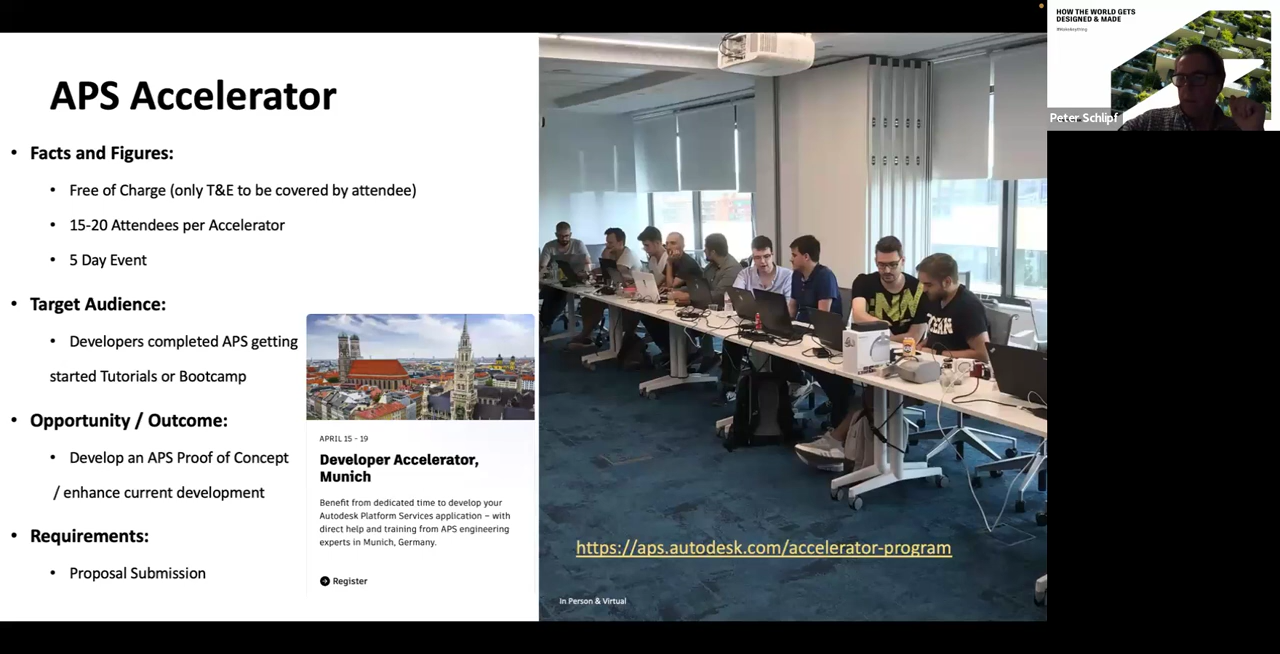 APS Accelerator
• Facts and Figures:
• Free of Charge (only T&E to be covered by attendee)
• 15-20 Attendees per Accelerator
• 5 Day Event
• Target Audience:
• Developers completed APS getting
started Tutorials or Bootcamp
• Opportunity / Outcome:
• Develop an APS Proof of Concept
/ enhance current development
• Requirements:
• Proposal Submission
APRIL 15 - 19
Developer Accelerator,
Munich
Benefit from dedicated time to develop your
Autodesk Platform Services application – with
direct help and training from APS engineering
experts in Munich, Germany.
Register
https://aps.autodesk.com/accelerator-program
In Person & Virtual
HOW THE WORLD GETS
DESIGNED & MADE
#MakeAnything
Peter Schlipf